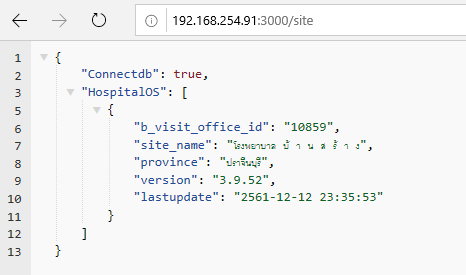 192.168.254.91:3000/site
1 {
2 "Connectdb": true,
3 "HospitalOS": [
5 {
6 "b_visit_office_id": "10859",
7 "site_name": "โรงพยาบาล บ้ า น ส ร้ า ง",
8 "province": "ปราจีนบุรี",
9 "version": "3.9.52",
10 "lastupdate": "2561-12-12 23:35:53"
11 }
12 ]
13 }